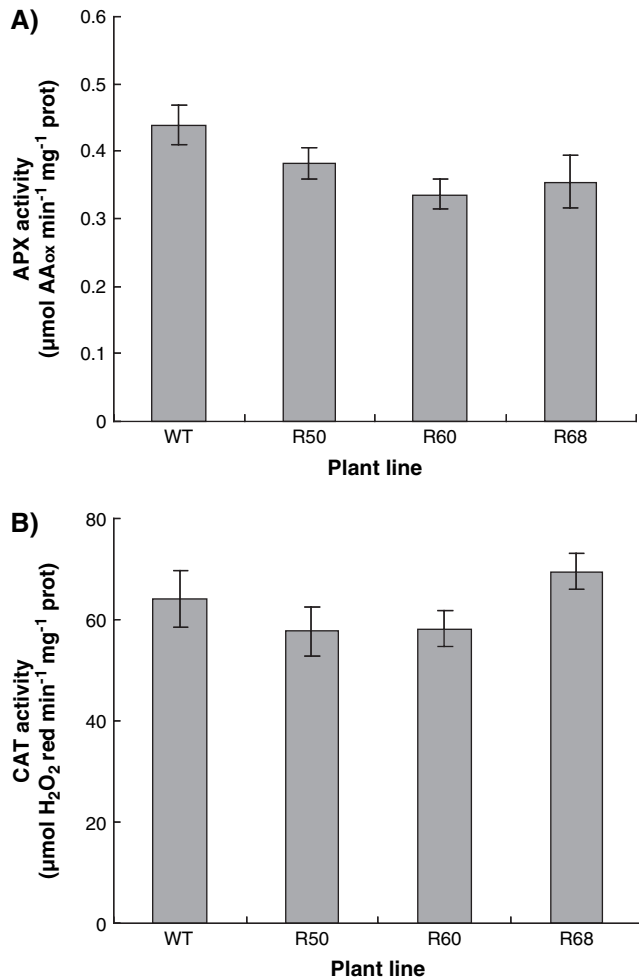 A)
APX activity
(µmol AAox min⁻¹ mg⁻¹ prot)
0.6
0.5
0.4
0.3
0.2
0.1
0
WT R50 R60 R68
Plant line
B)
CAT activity
(µmol H₂O₂ red min⁻¹ mg⁻¹ prot)
80
60
40
20
0
WT R50 R60 R68
Plant line